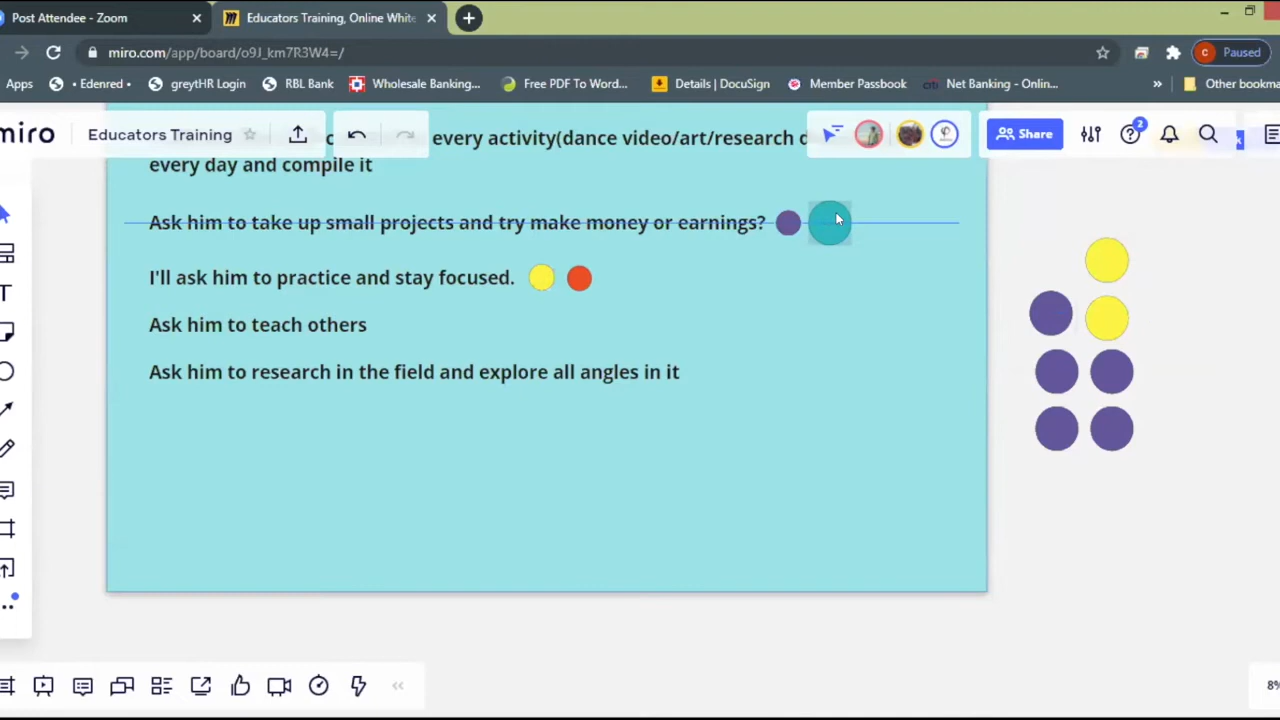 Post Attendee - Zoom
Educators Training, Online White
miro.com/app/board/o9J_km7R3W4=/
Paused
Apps
• Edenred •
greytHR Login
RBL Bank
Wholesale Banking...
Free PDF To Word...
Details | DocuSign
Member Passbook
Net Banking - Onlin...
Other bookma
miro
Educators Training
Share
2
every activity(dance video/art/research
every day and compile it
Ask him to take up small projects and try make money or earnings?
I'll ask him to practice and stay focused.
Ask him to teach others
Ask him to research in the field and explore all angles in it
8%